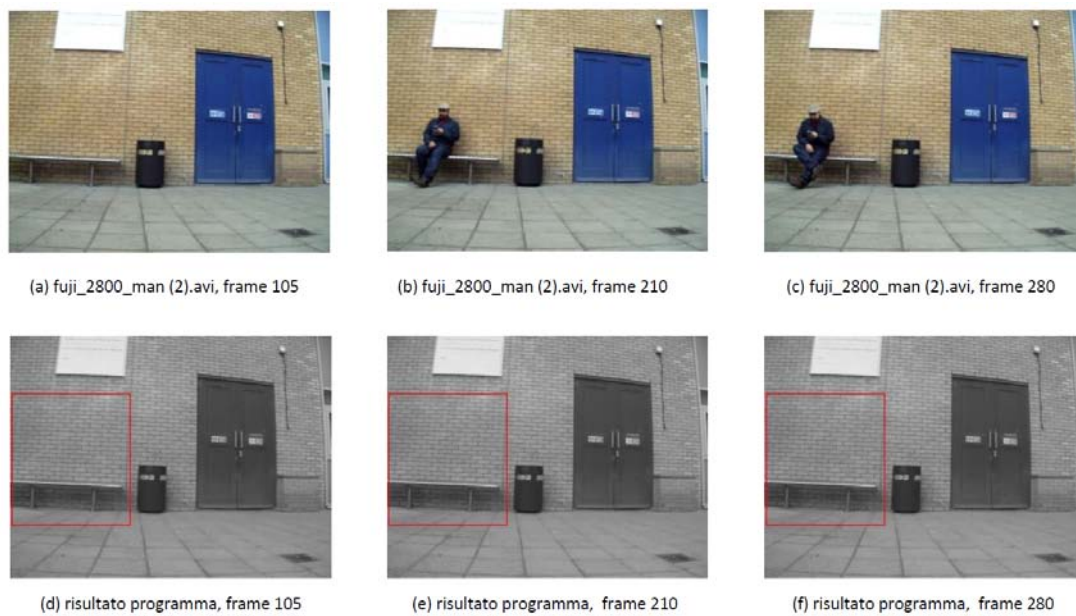 (a) fuji_2800_man (2).avi, frame 105
(b) fuji_2800_man (2).avi, frame 210
(c) fuji_2800_man (2).avi, frame 280
(d) risultato programma, frame 105
(e) risultato programma, frame 210
(f) risultato programma, frame 280